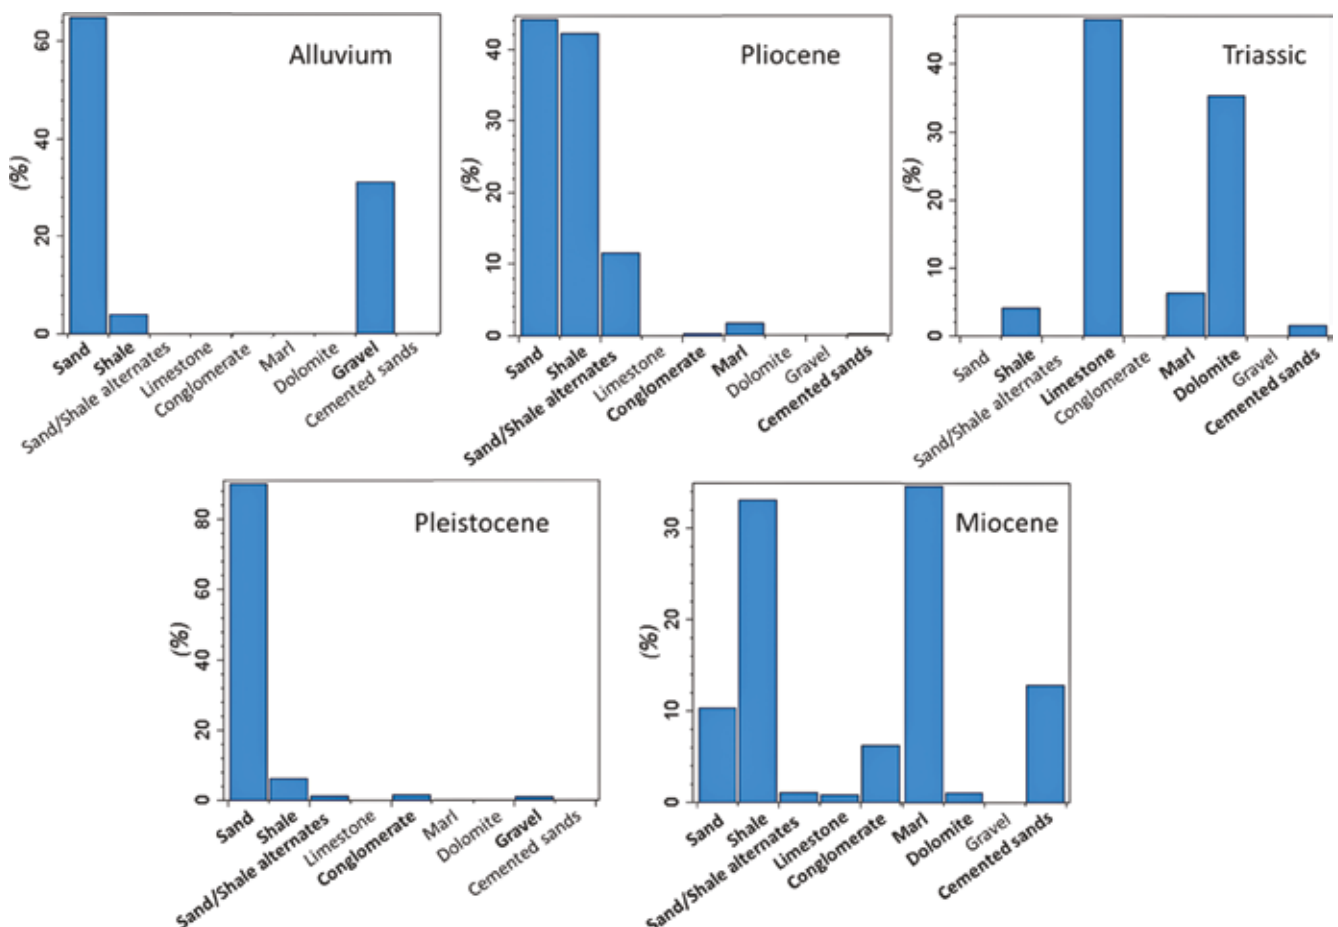 Alluvium
(%)
60
40
20
0
Sand
Shale
Sand/Shale alternates
Limestone
Conglomerate
Marl
Dolomite
Gravel
Cemented sands
Pliocene
(%)
40
30
20
10
0
Sand
Shale
Sand/Shale alternates
Limestone
Conglomerate
Marl
Dolomite
Gravel
Cemented sands
Triassic
(%)
40
30
20
10
0
Sand
Shale
Sand/Shale alternates
Limestone
Conglomerate
Marl
Dolomite
Gravel
Cemented sands
Pleistocene
(%)
80
60
40
20
0
Sand
Shale
Sand/Shale alternates
Limestone
Conglomerate
Marl
Dolomite
Gravel
Cemented sands
Miocene
(%)
30
20
10
0
Sand
Shale
Sand/Shale alternates
Limestone
Conglomerate
Marl
Dolomite
Gravel
Cemented sands